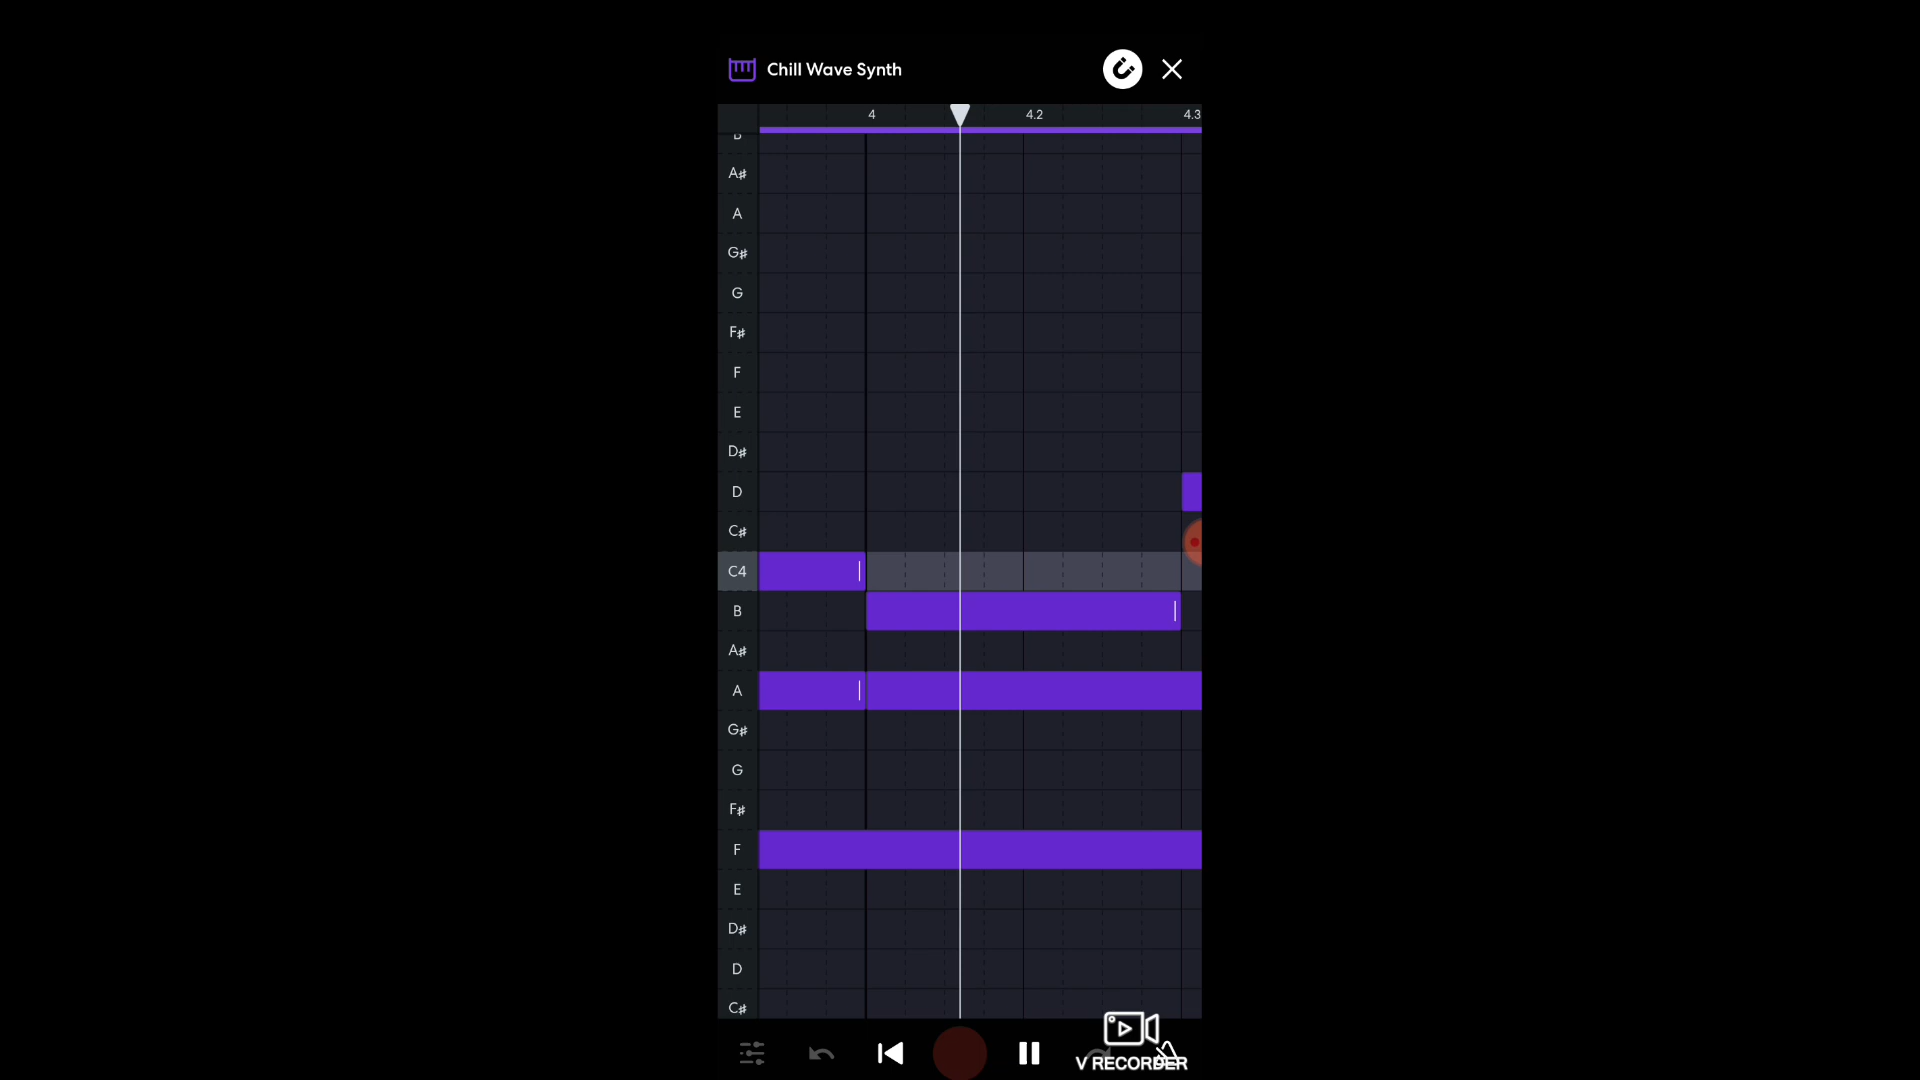 Chill Wave Synth
4 4.2 4.3
B
A#
A
G#
G
F#
F
E
D#
D
C#
C4
B
A#
A
G#
G
F#
F
E
D#
D
C#
V RECORDER